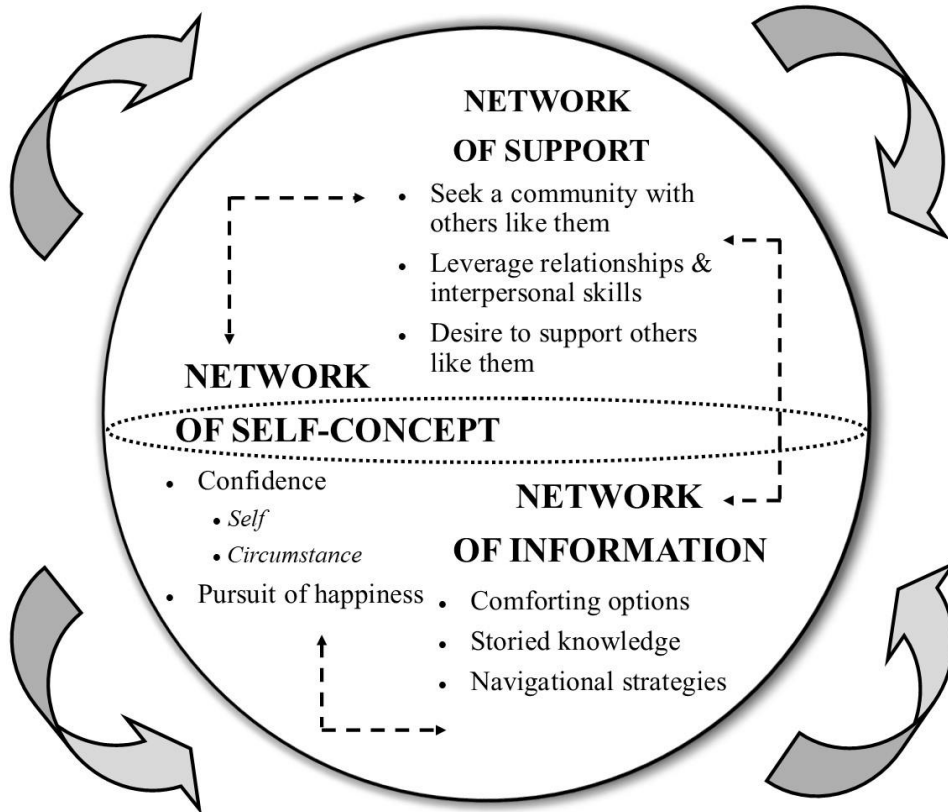 NETWORK
OF SUPPORT
• Seek a community with
others like them
• Leverage relationships &
interpersonal skills
• Desire to support others
like them
NETWORK
OF SELF-CONCEPT
• Confidence
• Self
• Circumstance
• Pursuit of happiness
NETWORK
OF INFORMATION
• Comforting options
• Storied knowledge
• Navigational strategies